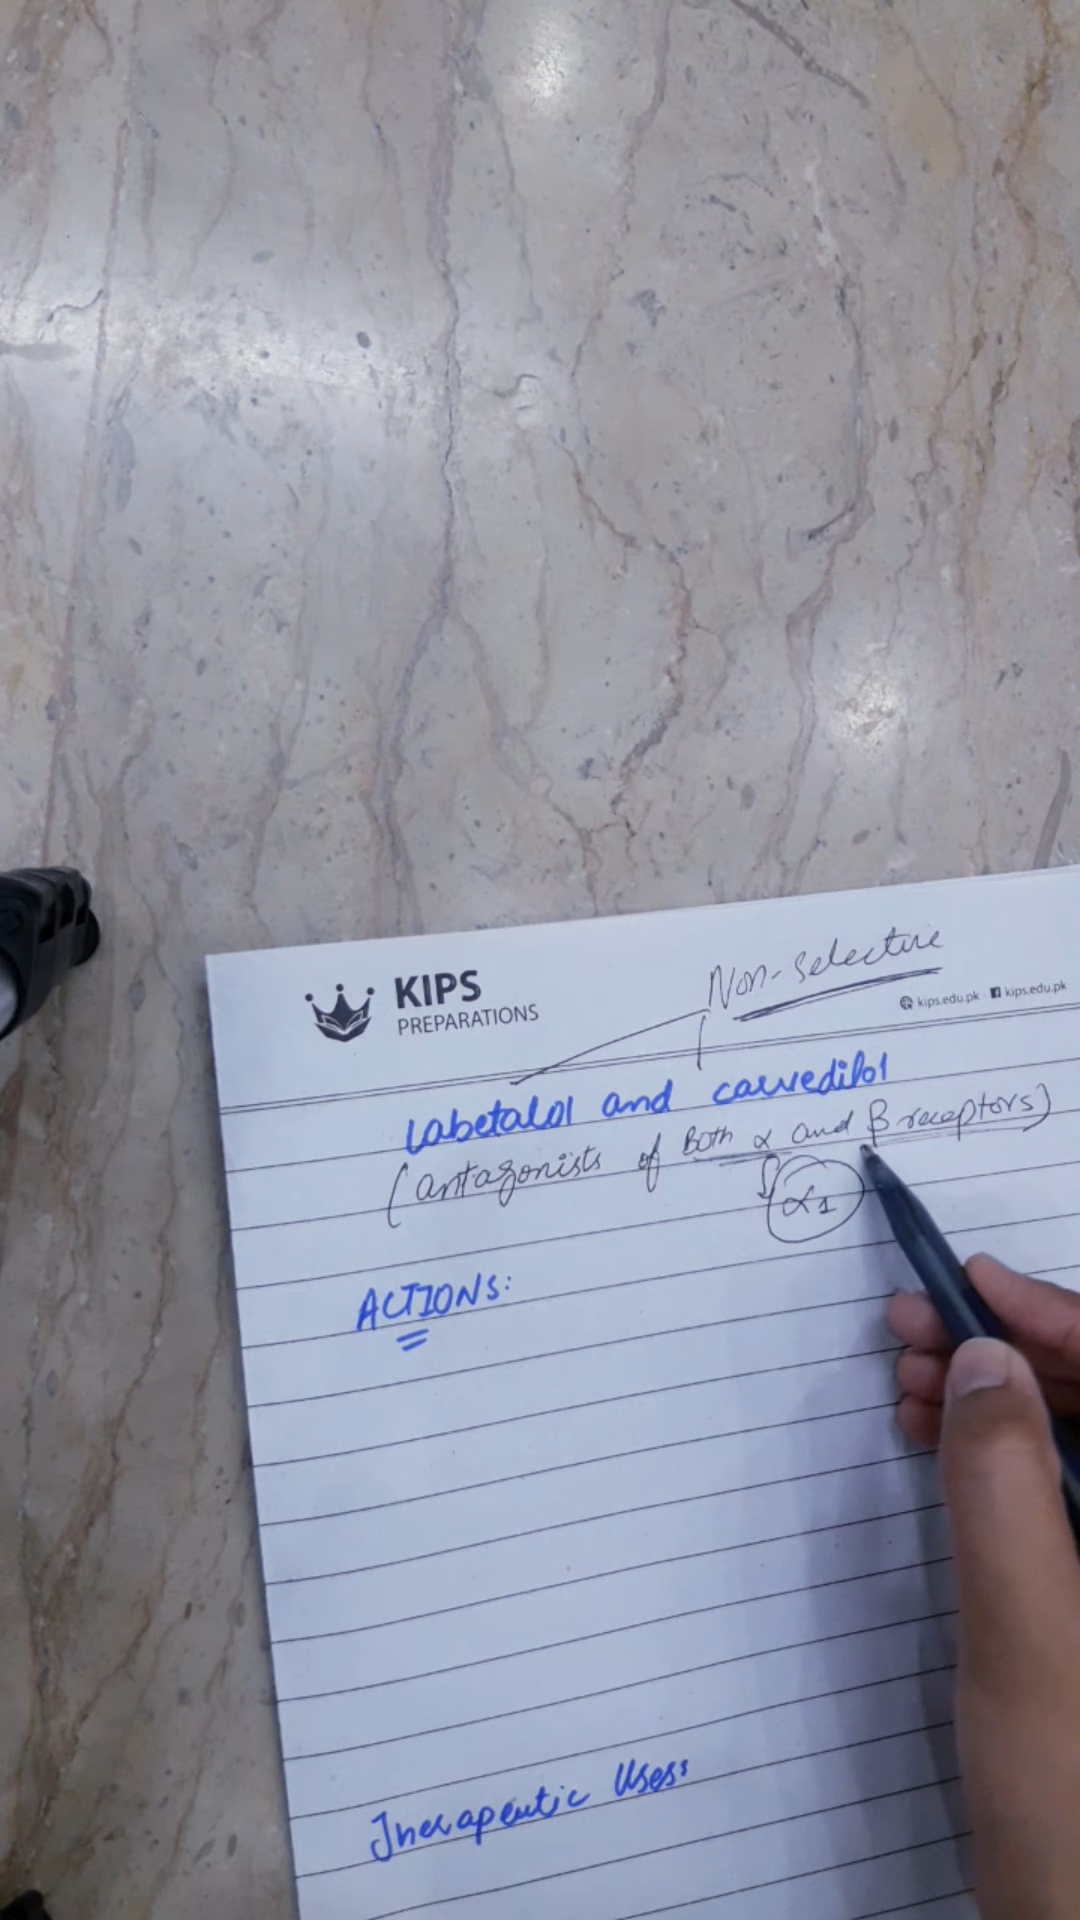 KIPS
PREPARATIONS
Non-selective
kips.edu.pk kips.edu.pk
Labetalol and carvedilol
(antagonists of Both α and β receptors)
α1
ACTIONS:
Therapeutic Uses: